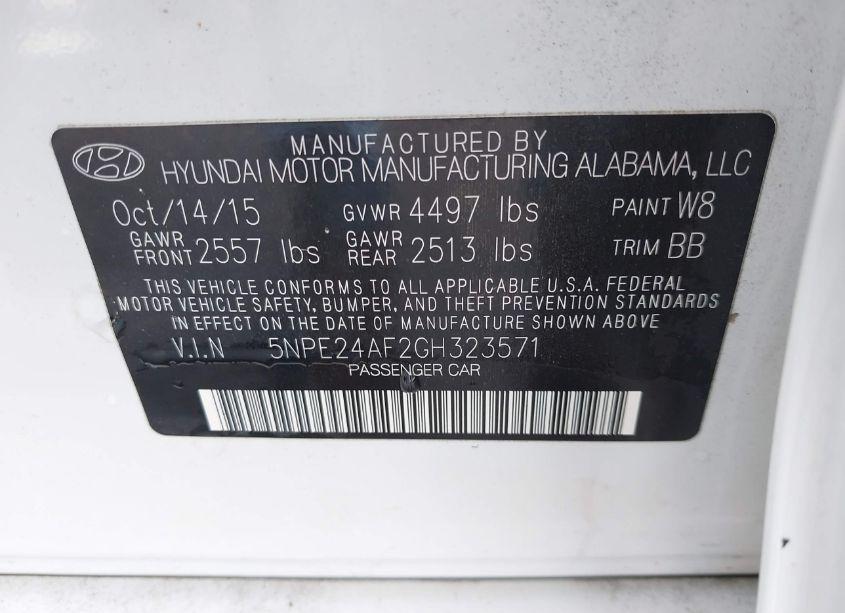 MANUFACTURED BY
HYUNDAI MOTOR MANUFACTURING ALABAMA, LLC
Oct/14/15 GVWR 4497 lbs PAINT W8
GAWR FRONT 2557 lbs GAWR REAR 2513 lbs TRIM BB
THIS VEHICLE CONFORMS TO ALL APPLICABLE U.S.A. FEDERAL
MOTOR VEHICLE SAFETY, BUMPER, AND THEFT PREVENTION STANDARDS
IN EFFECT ON THE DATE OF MANUFACTURE SHOWN ABOVE
V.I.N 5NPE24AF2GH323571
PASSENGER CAR